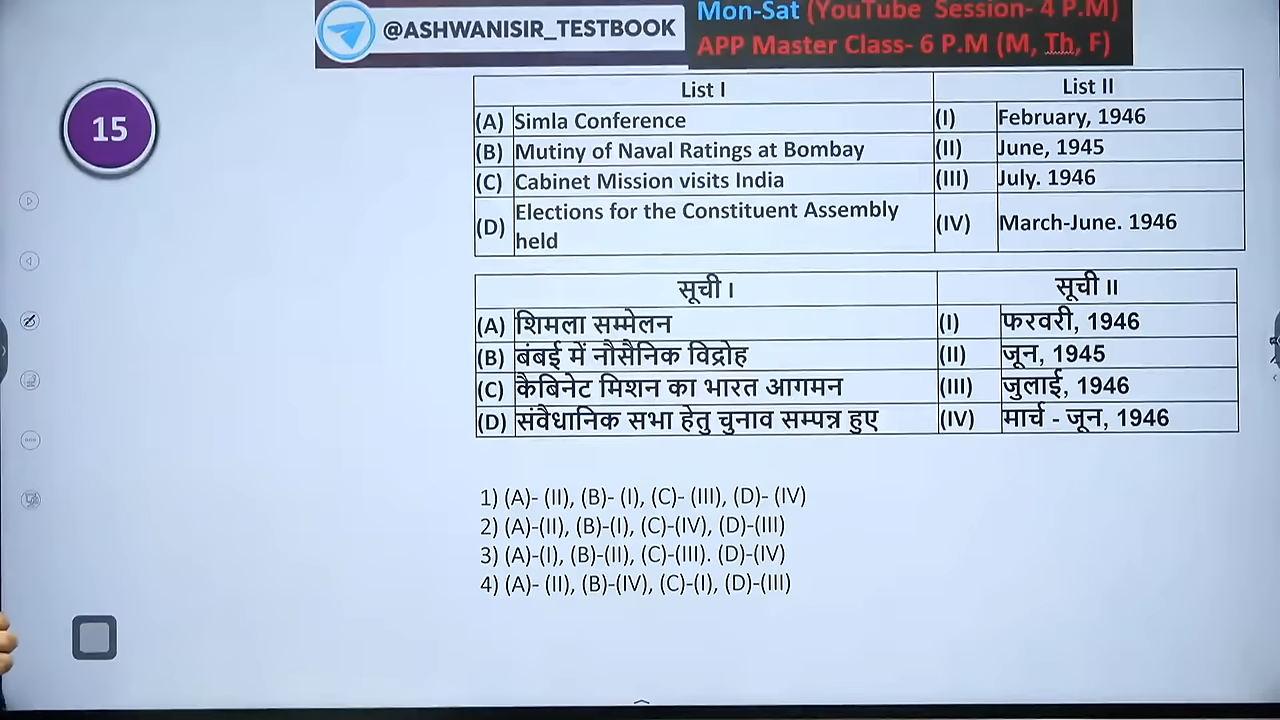 @ASHWANISIR_TESTBOOK
Mon-Sat (YouTube Session- 4 P.M)
APP Master Class- 6 P.M (M, Th, F)
15
List I List II
(A) Simla Conference (I) February, 1946
(B) Mutiny of Naval Ratings at Bombay (II) June, 1945
(C) Cabinet Mission visits India (III) July. 1946
(D) Elections for the Constituent Assembly held (IV) March-June. 1946
सूची I सूची II
(A) शिमला सम्मेलन (I) फरवरी, 1946
(B) बंबई में नौसैनिक विद्रोह (II) जून, 1945
(C) कैबिनेट मिशन का भारत आगमन (III) जुलाई, 1946
(D) संवैधानिक सभा हेतु चुनाव सम्पन्न हुए (IV) मार्च - जून, 1946
1) (A)- (II), (B)- (I), (C)- (III), (D)- (IV)
2) (A)-(II), (B)-(I), (C)-(IV), (D)-(III)
3) (A)-(I), (B)-(II), (C)-(III). (D)-(IV)
4) (A)- (II), (B)-(IV), (C)-(I), (D)-(III)